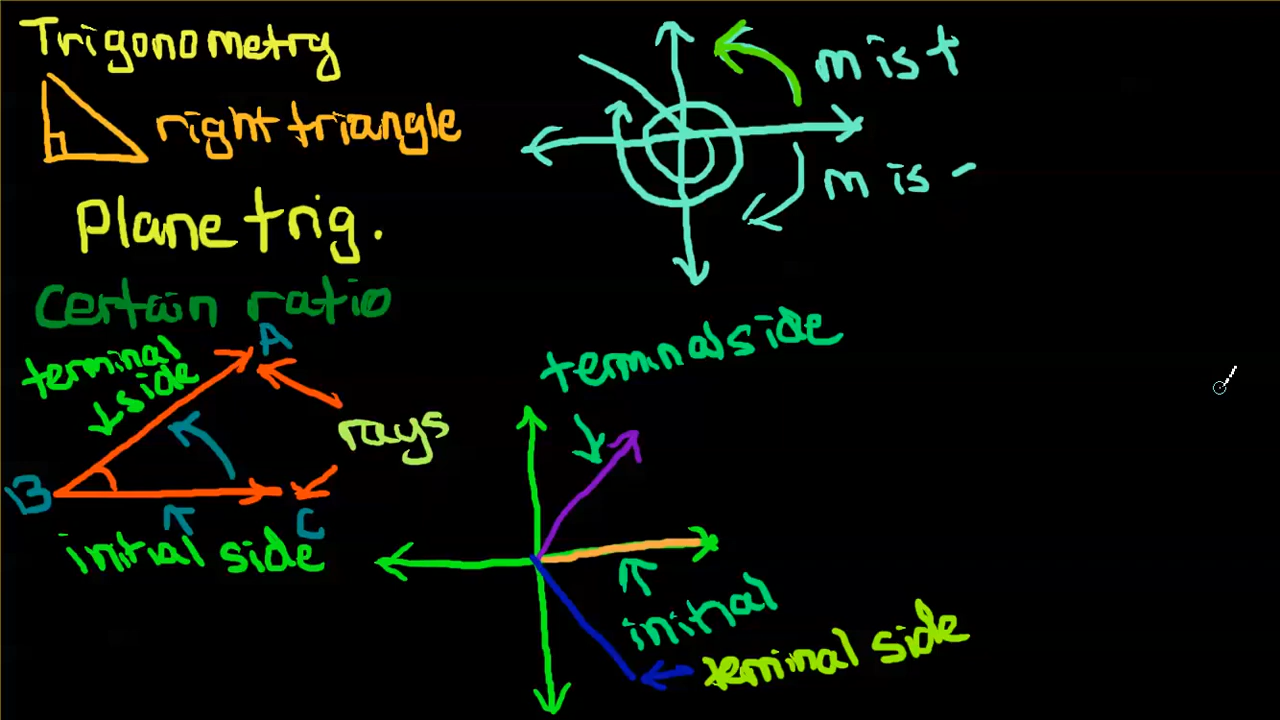 Trigonometry
right triangle
Plane trig.
Certain ratio
terminal
side
A
rays
B
C
initial side
m is +
m is -
terminal side
initial
terminal side